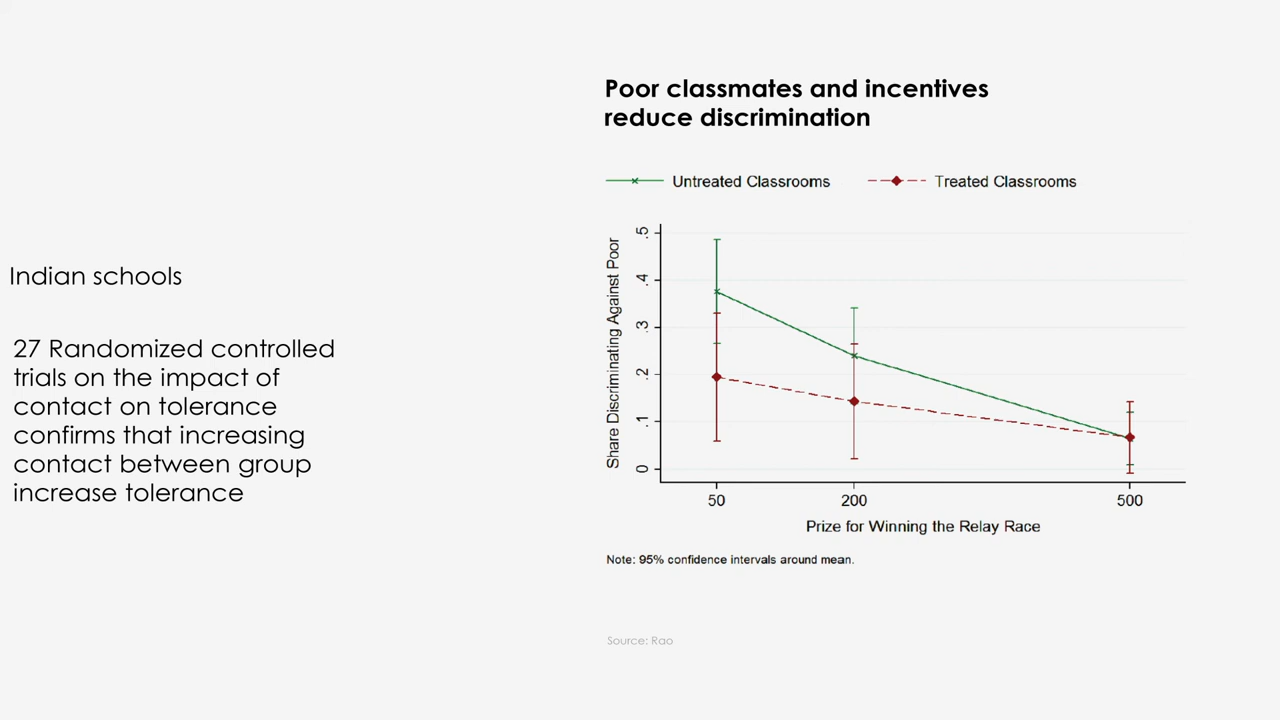 Indian schools
27 Randomized controlled
trials on the impact of
contact on tolerance
confirms that increasing
contact between group
increase tolerance
Poor classmates and incentives
reduce discrimination
Untreated Classrooms
Treated Classrooms
Share Discriminating Against Poor
.5
.4
.3
.2
.1
0
50
200
500
Prize for Winning the Relay Race
Note: 95% confidence intervals around mean.
Source: Rao